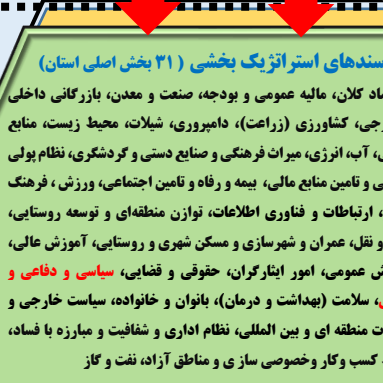 سندهای استراتژیک بخشی ( ۳۱ بخش اصلی استان)
کلان، مالیه عمومی و بودجه، صنعت و معدن، بازرگانی داخلی
کشاورزی (زراعت)، دامپروری، شیلات، محیط زیست، منابع
آب، انرژی، میراث فرهنگی و صنایع دستی و گردشگری، نظام پولی
و تامین منابع مالی، بیمه و رفاه و تامین اجتماعی، ورزش ، فرهنگ
، ارتباطات و فناوری اطلاعات، توازن منطقه‌ای و توسعه روستایی،
و نقل، عمران و شهرسازی و مسکن شهری و روستایی، آموزش عالی،
عمومی، امور ایثارگران، حقوقی و قضایی، سیاسی و دفاعی و
، سلامت (بهداشت و درمان)، بانوان و خانواده، سیاست خارجی و
منطقه ای و بین المللی، نظام اداری و شفافیت و مبارزه با فساد،
کسب وکار وخصوصی سازی و مناطق آزاد، نفت و گاز